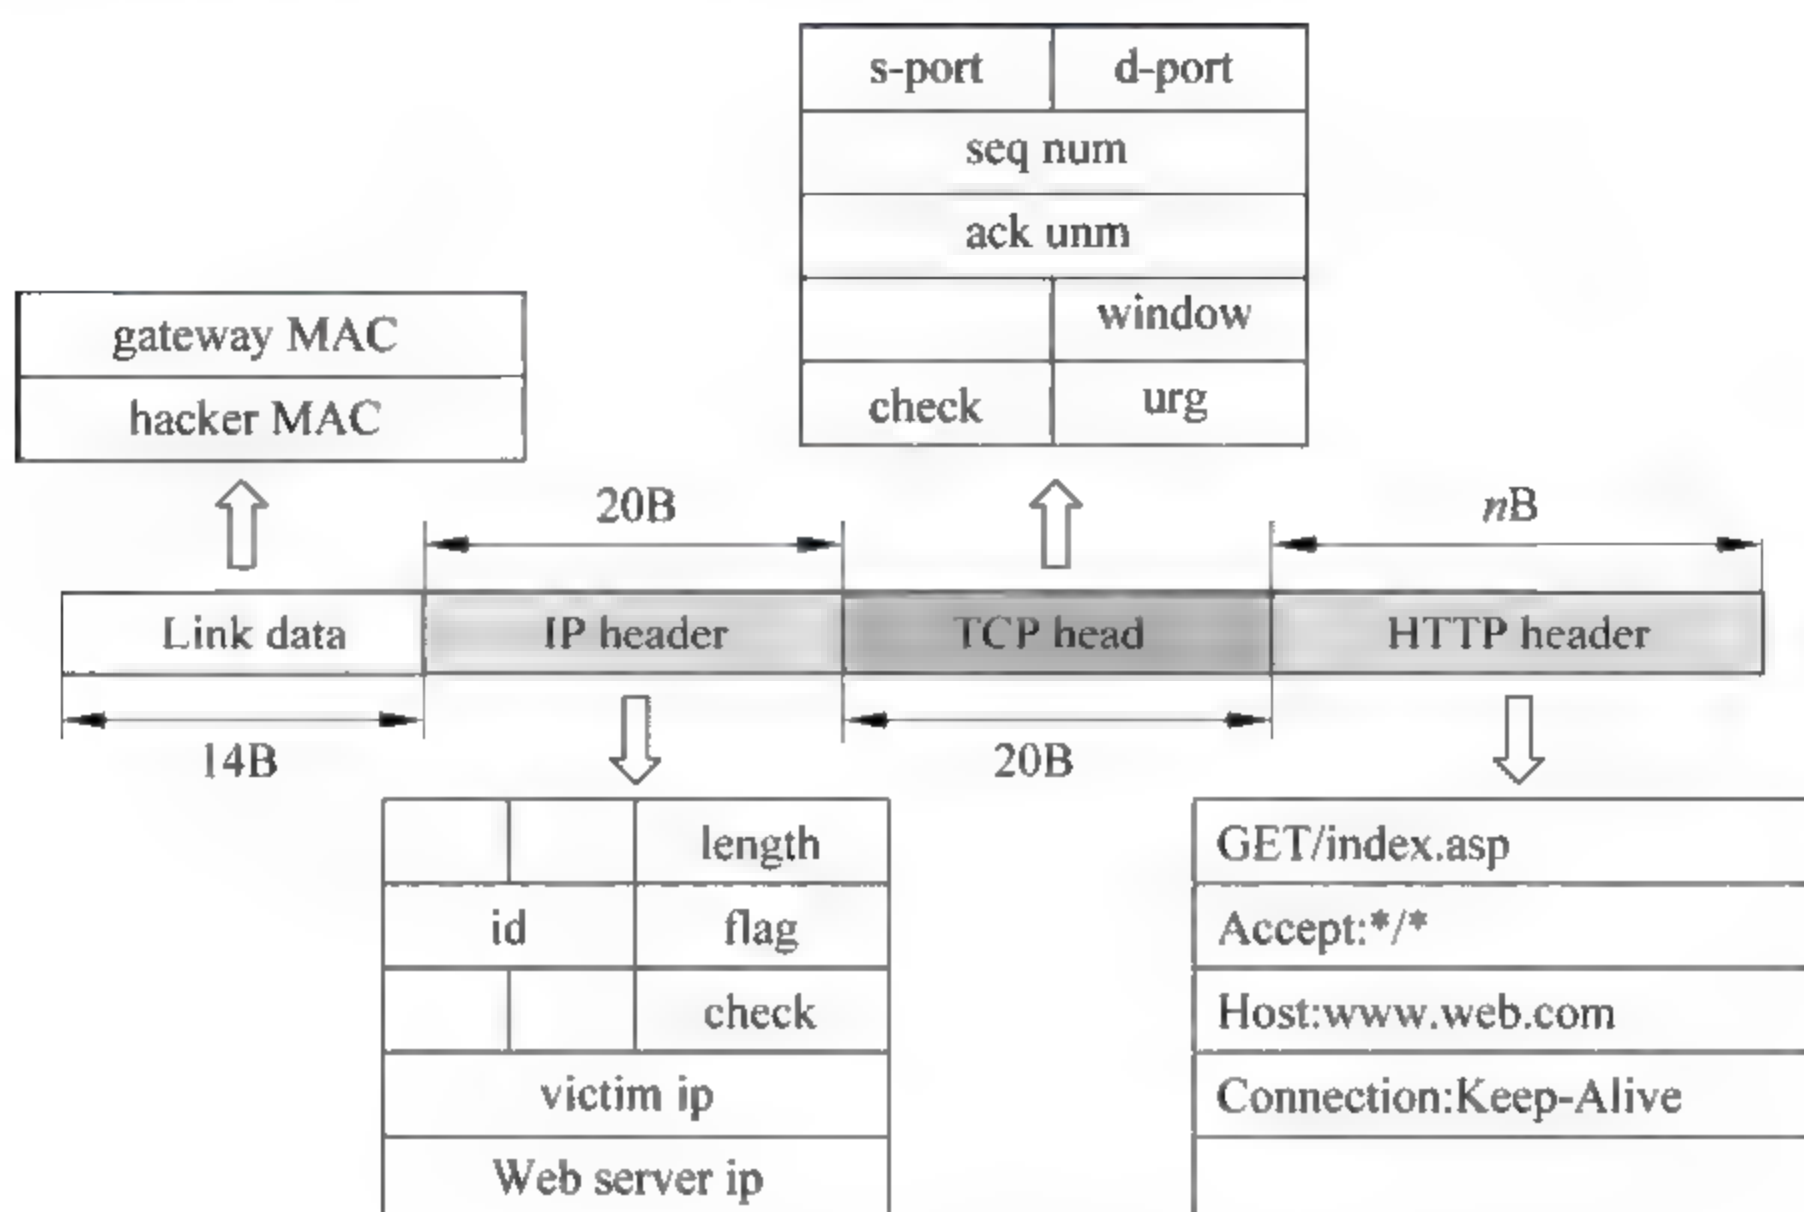 s-port d-port
seq num
ack unm
window
check urg
gateway MAC
hacker MAC
20B nB
Link data IP header TCP head HTTP header
14B 20B
length
id flag
check
victim ip
Web server ip
GET/index.asp
Accept:*/*
Host:www.web.com
Connection:Keep-Alive